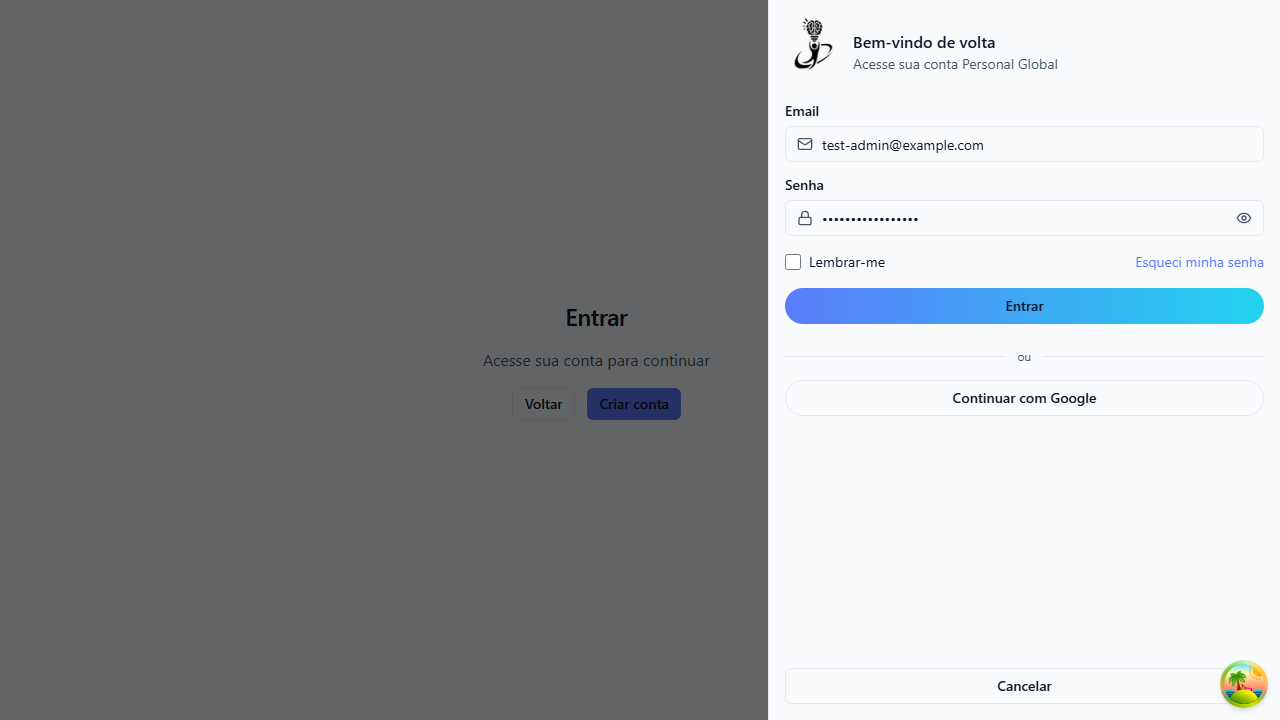 Bem-vindo de volta
Acesse sua conta Personal Global
Email
test-admin@example.com
Senha
•••••••••••••••••
Lembrar-me
Esqueci minha senha
Entrar
ou
Continuar com Google
Cancelar
Entrar
Acesse sua conta para continuar
Voltar
Criar conta